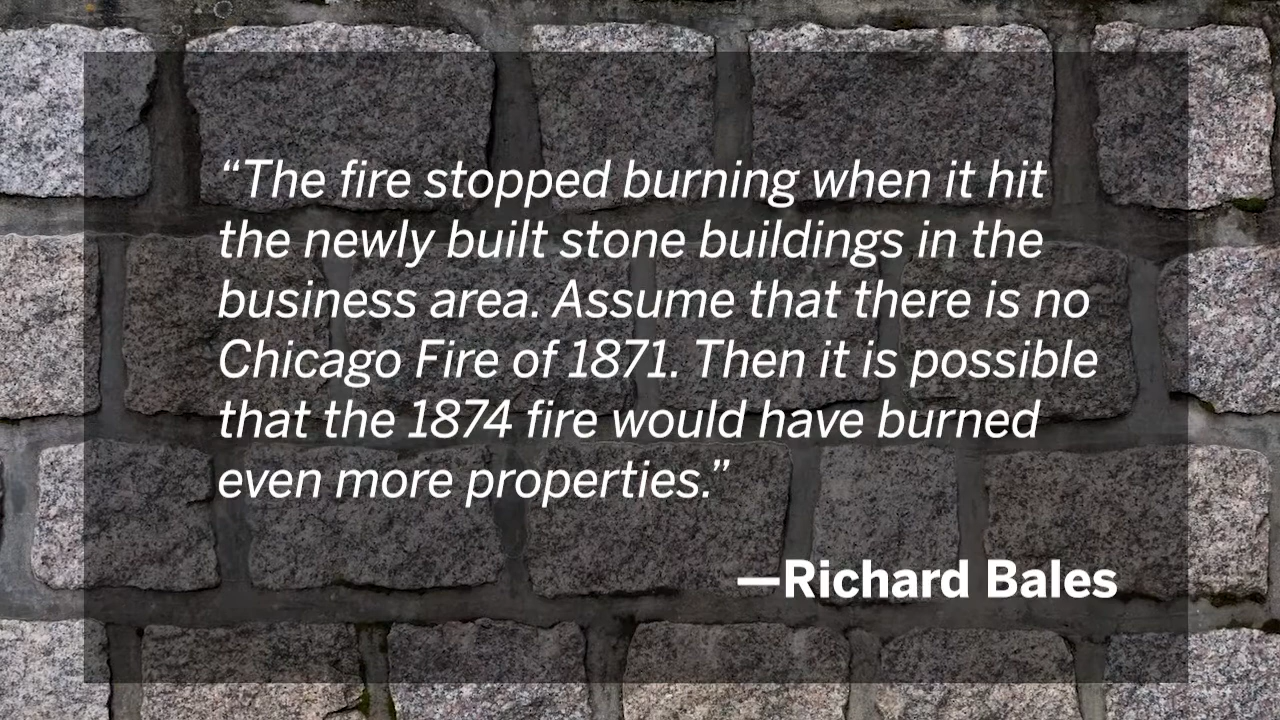 “The fire stopped burning when it hit
the newly built stone buildings in the
business area. Assume that there is no
Chicago Fire of 1871. Then it is possible
that the 1874 fire would have burned
even more properties.”
—Richard Bales